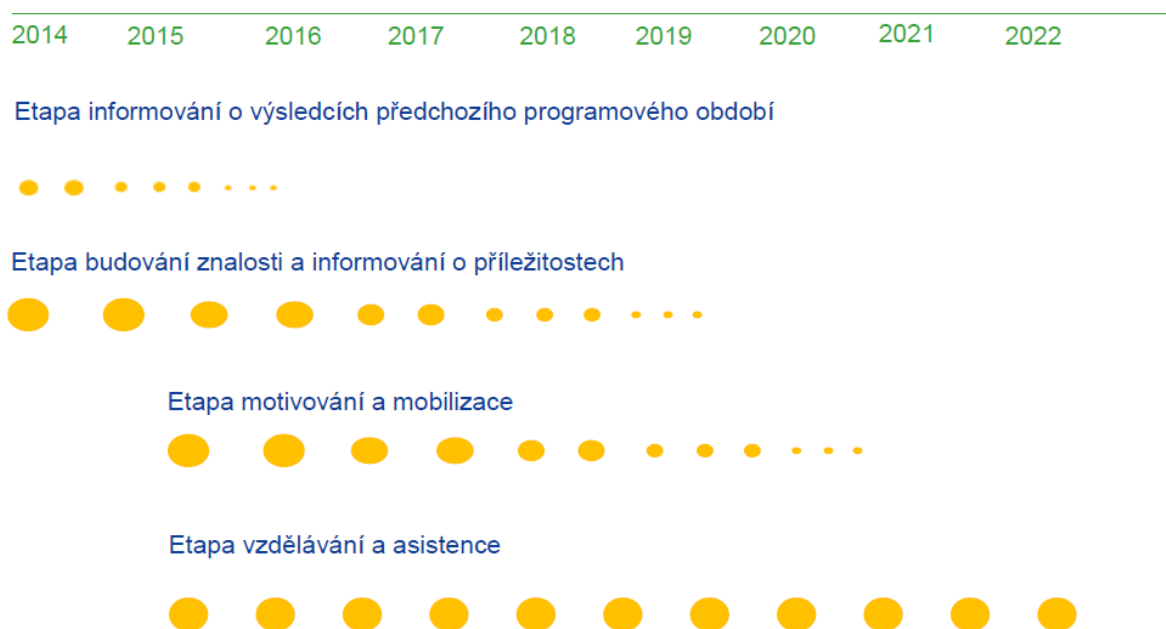 2014 2015 2016 2017 2018 2019 2020 2021 2022
Etapa informování o výsledcích předchozího programového období
Etapa budování znalosti a informování o příležitostech
Etapa motivování a mobilizace
Etapa vzdělávání a asistence